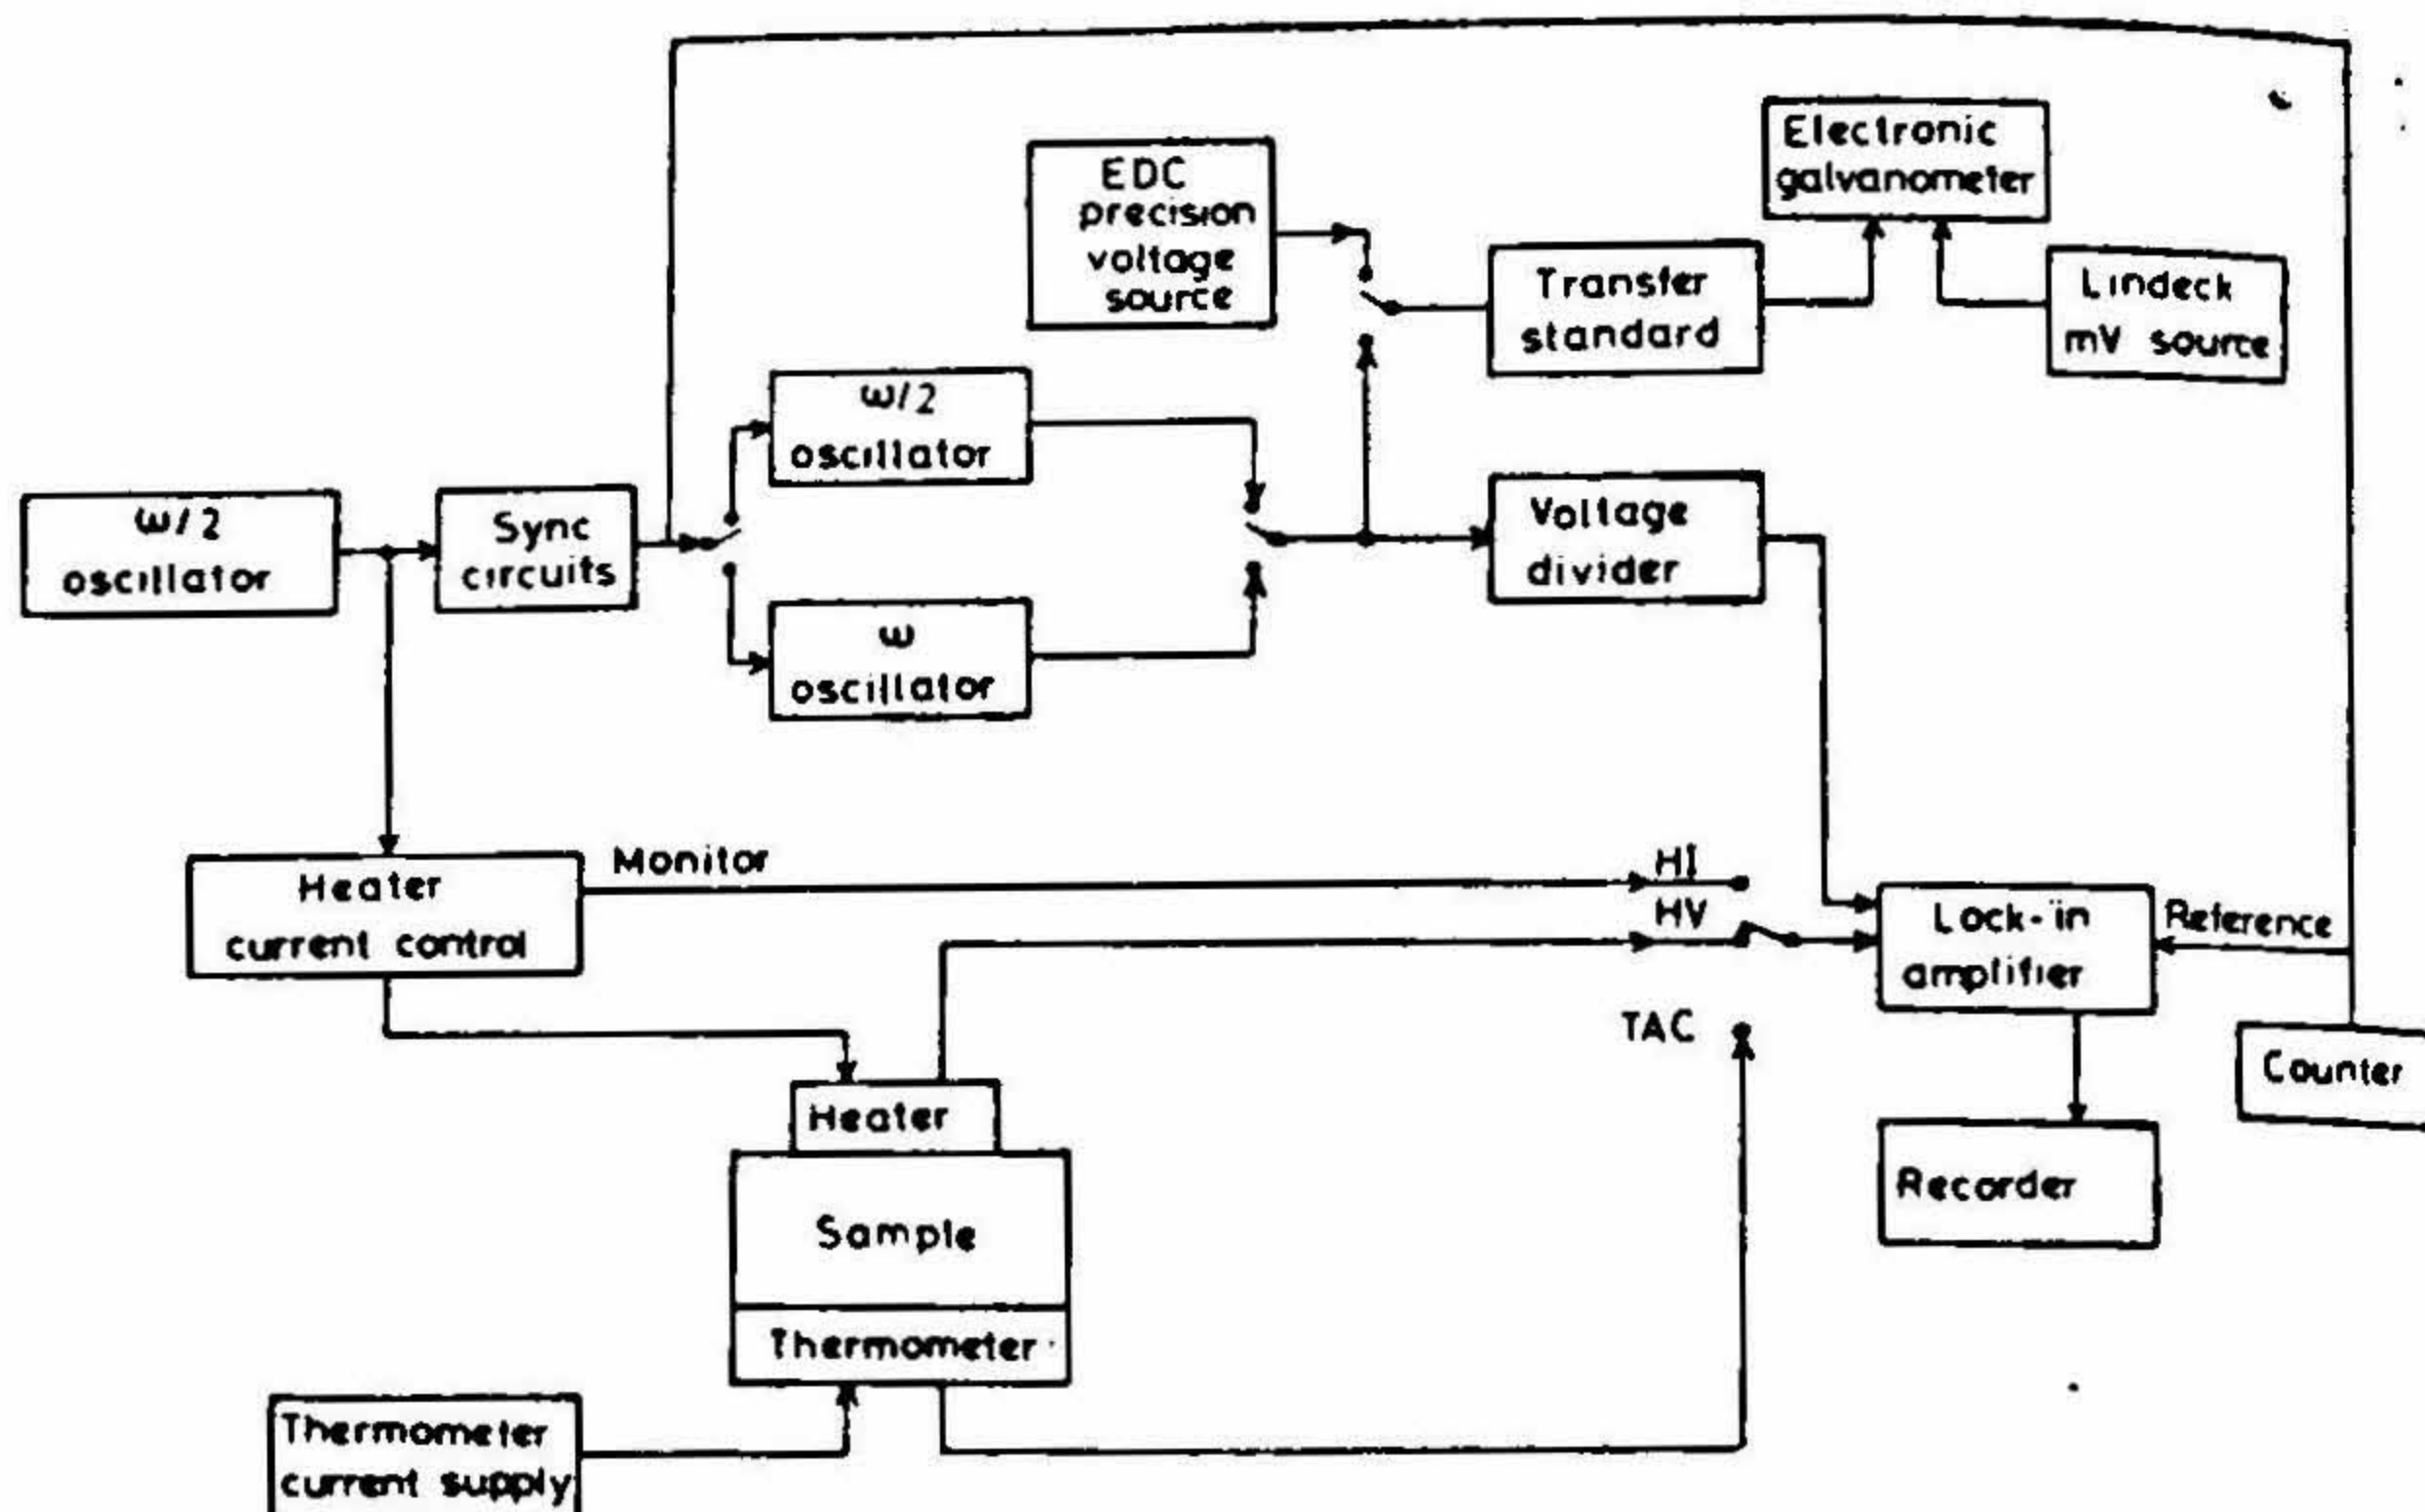 EDC
precision
voltage
source
Electronic
galvanometer
Transfer
standard
Lindeck
mV source
ω/2
oscillator
ω/2
oscillator
Sync
circuits
Voltage
divider
ω
oscillator
Heater
current control
Monitor
HI
HV
TAC
Lock-in
amplifier
Reference
Counter
Recorder
Heater
Sample
Thermometer
Thermometer
current supply